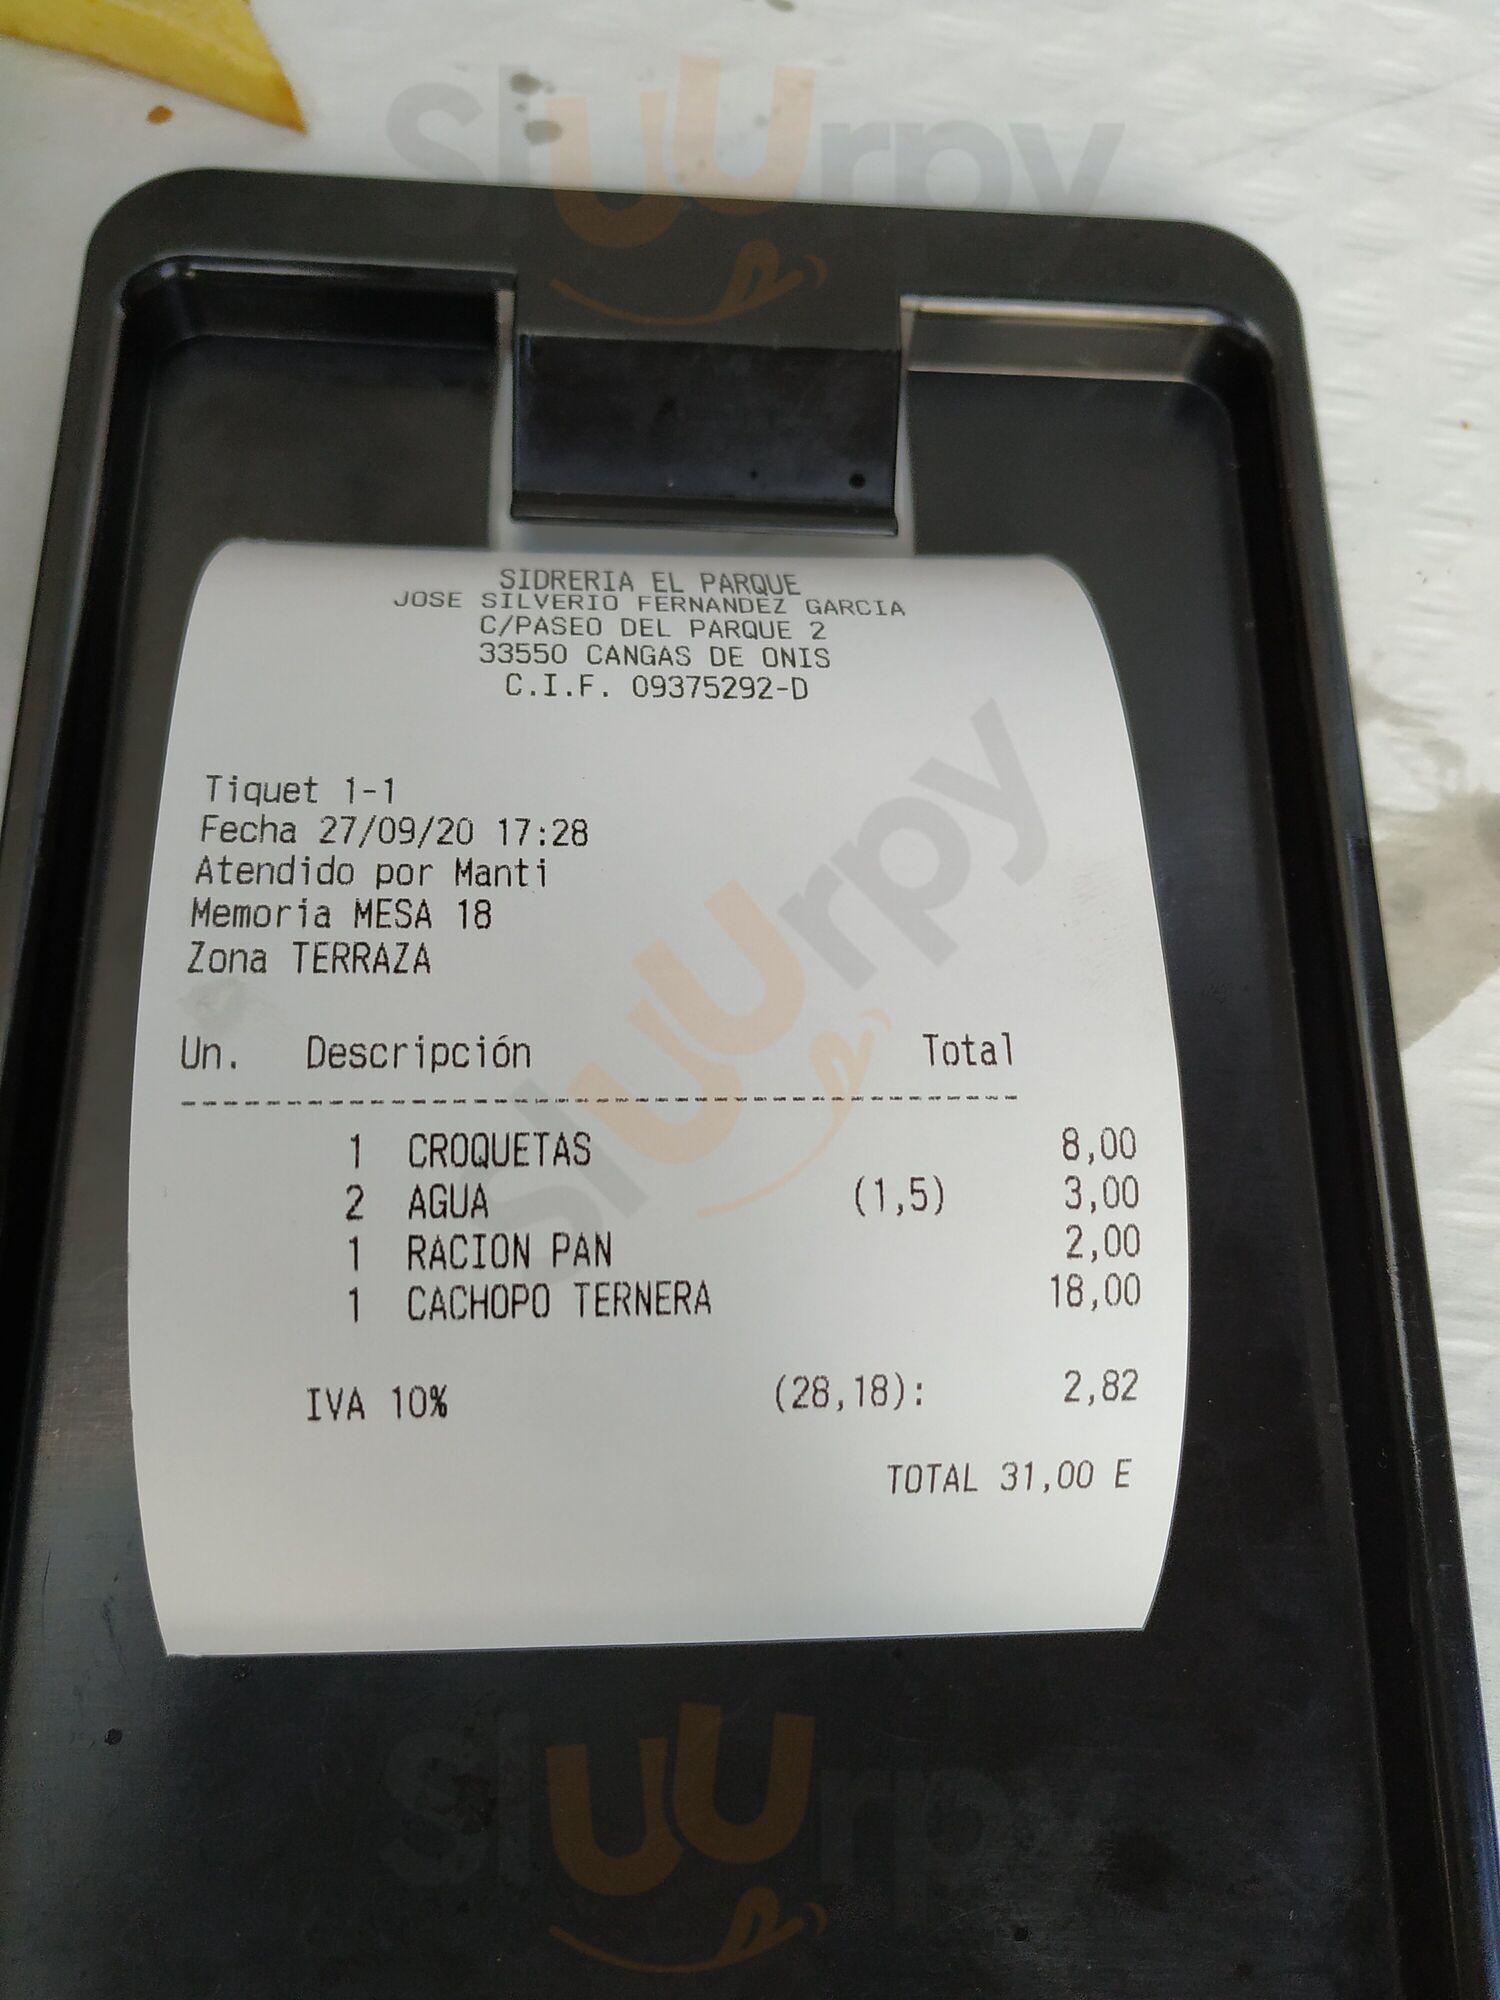 sluurpy
SIDRERIA EL PARQUE
JOSE SILVERIO FERNANDEZ GARCIA
C/PASEO DEL PARQUE 2
33550 CANGAS DE ONIS
C.I.F. 09375292-D
Tiquet 1-1
Fecha 27/09/20 17:28
Atendido por Manti
Memoria MESA 18
Zona TERRAZA
sluurpy
Un. Descripción Total
1 CROQUETAS 8,00
2 AGUA (1,5) 3,00
1 RACION PAN 2,00
1 CACHOPO TERNERA 18,00
IVA 10% (28,18): 2,82
TOTAL 31,00 E
sluurpy